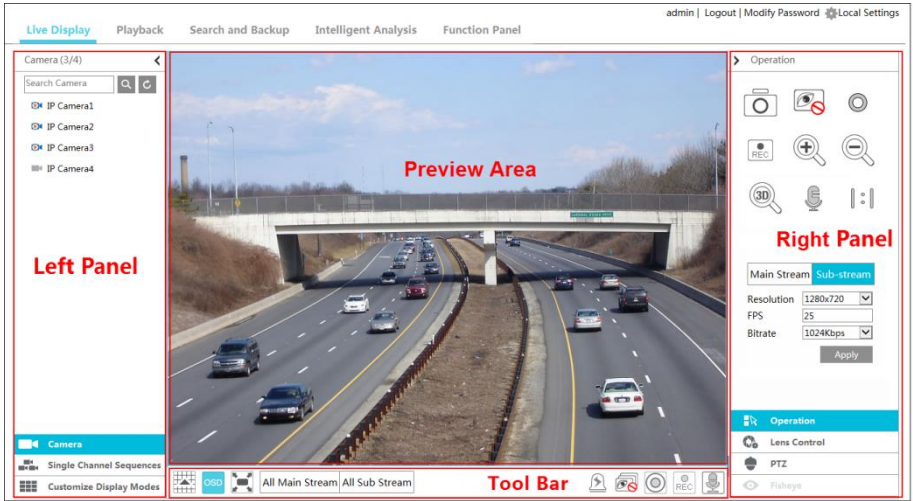 admin | Logout | Modify Password Local Settings
Live Display Playback Search and Backup Intelligent Analysis Function Panel
Camera (3/4)
Search Camera
IP Camera1
IP Camera2
IP Camera3
IP Camera4
Left Panel
Camera
Single Channel Sequences
Customize Display Modes
Preview Area
OSD All Main Stream All Sub Stream Tool Bar REC
Operation
REC
3D 1:1
Right Panel
Main Stream Sub-stream
Resolution 1280x720
FPS 25
Bitrate 1024Kbps
Apply
Operation
Lens Control
PTZ
Fisheye